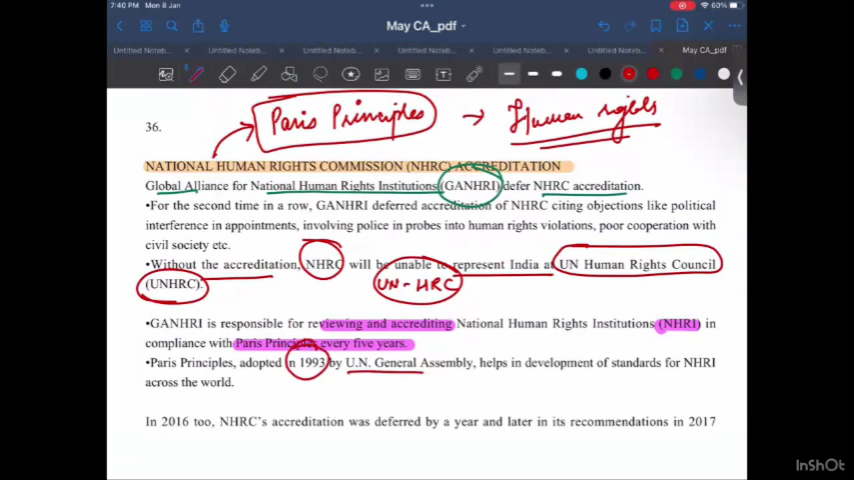 7:40 PM Mon 8 Jan
60%
May CA_pdf
Untitled Noteb... Untitled Noteb... Untitled Noteb... Untitled Noteb... Untitled Noteb... Untitled Noteb... May CA_pdf
Paris Principles → Human rights
36.
NATIONAL HUMAN RIGHTS COMMISSION (NHRC) ACCREDITATION
Global Alliance for National Human Rights Institutions (GANHRI) defer NHRC accreditation.
•For the second time in a row, GANHRI deferred accreditation of NHRC citing objections like political
interference in appointments, involving police in probes into human rights violations, poor cooperation with
civil society etc.
•Without the accreditation, NHRC will be unable to represent India at UN Human Rights Council
(UNHRC).
UN-HRC
•GANHRI is responsible for reviewing and accrediting National Human Rights Institutions (NHRI) in
compliance with Paris Principles every five years.
•Paris Principles, adopted in 1993 by U.N. General Assembly, helps in development of standards for NHRI
across the world.
In 2016 too, NHRC's accreditation was deferred by a year and later in its recommendations in 2017
InShOt